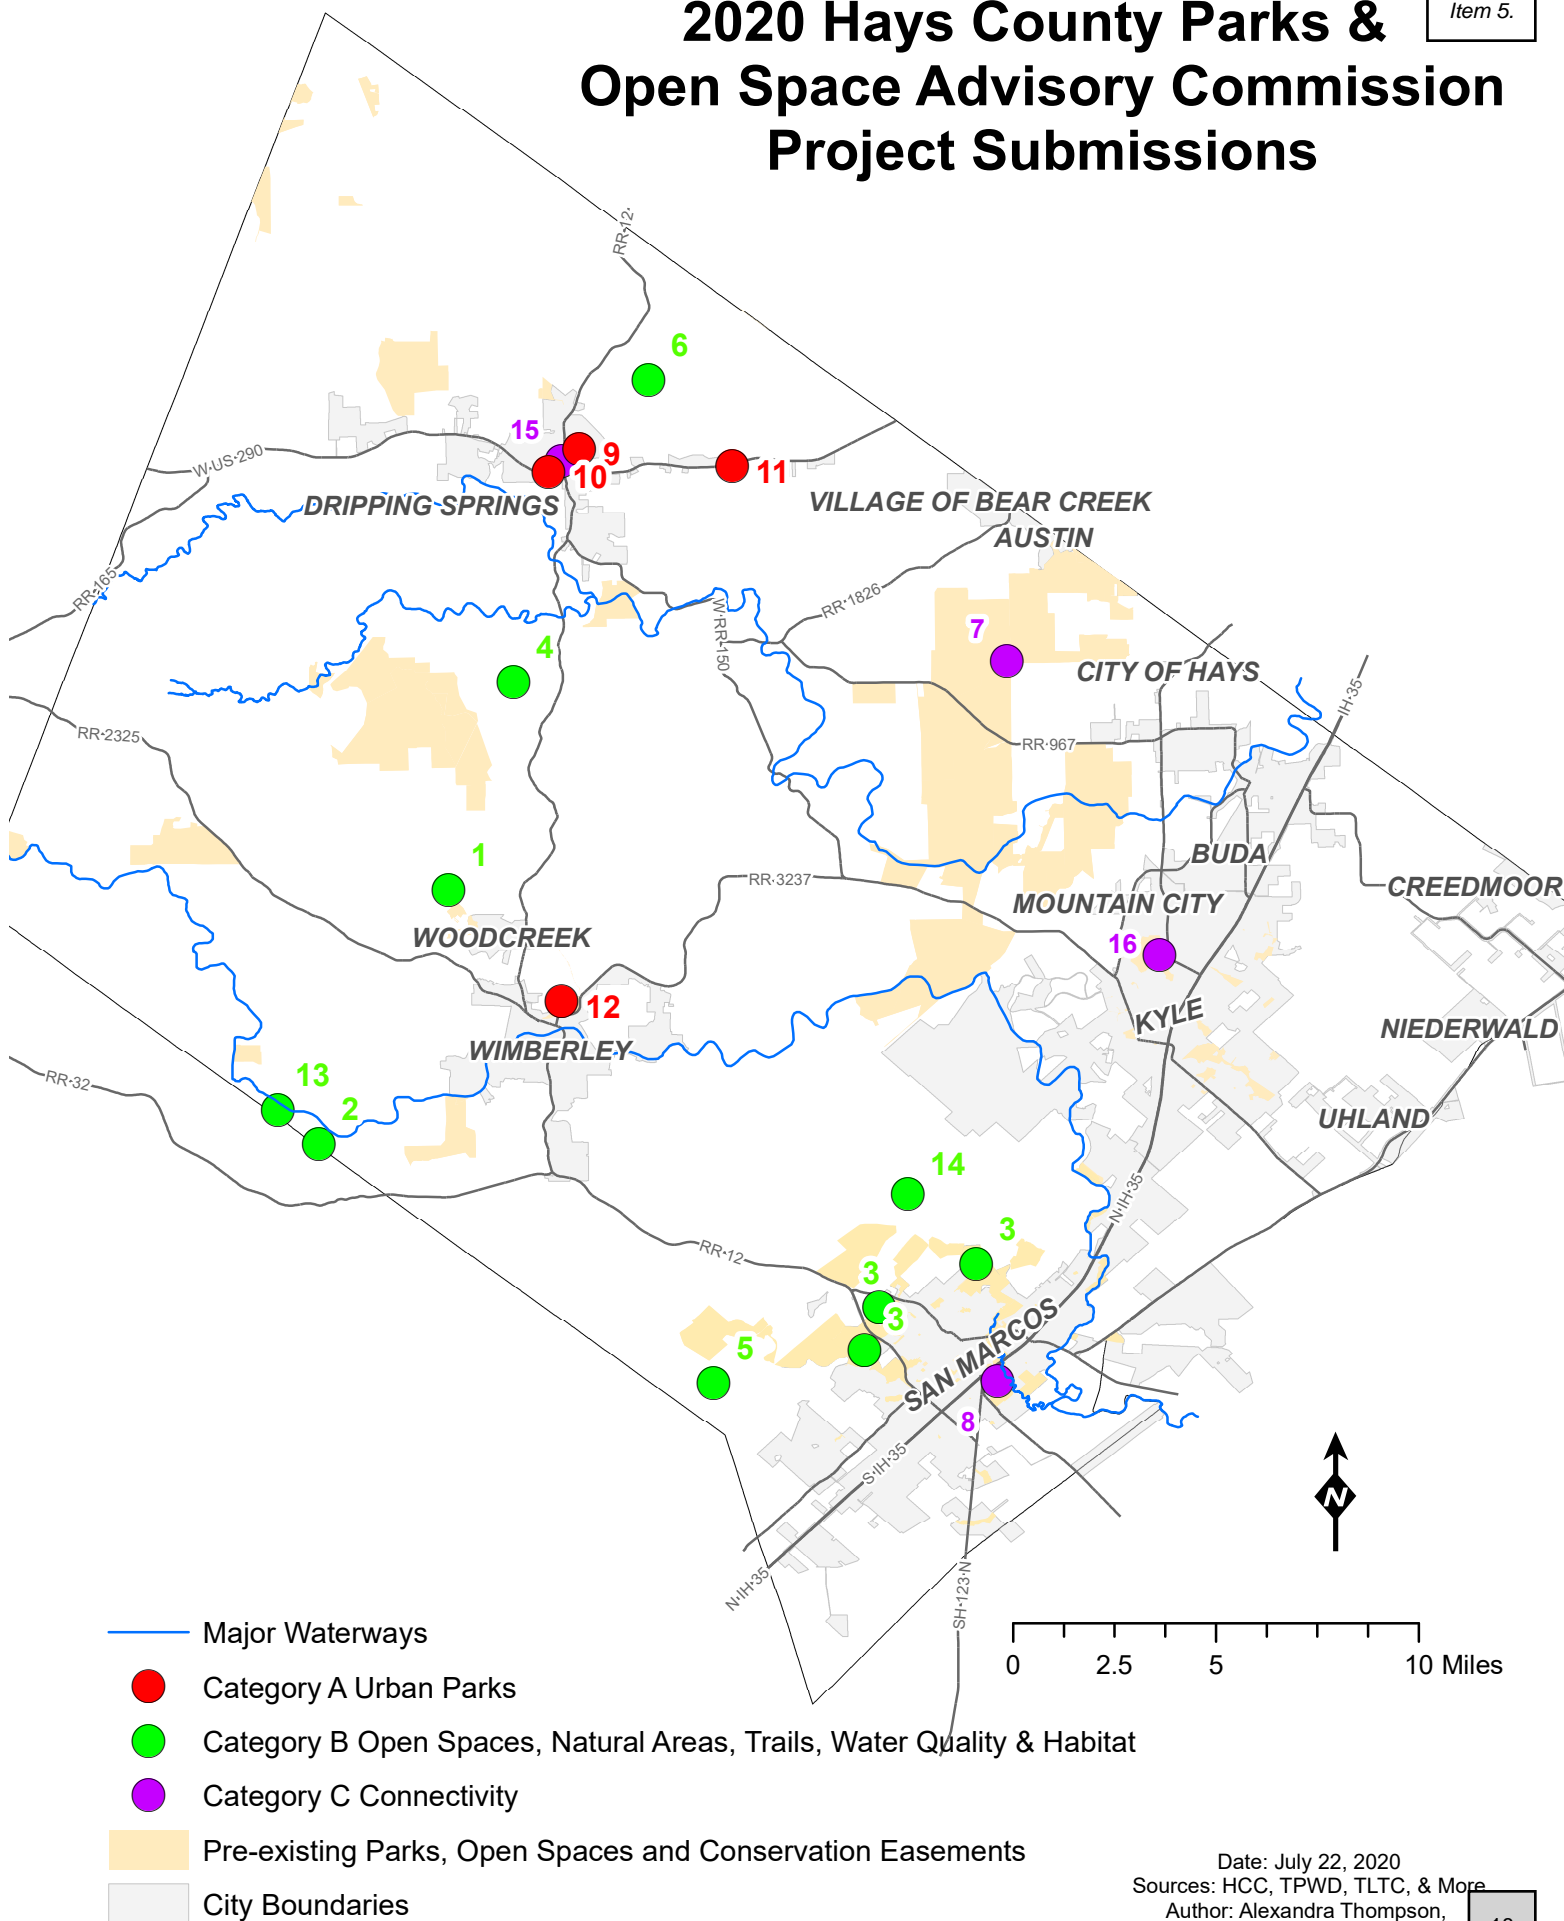 2020 Hays County Parks &
Open Space Advisory Commission
Project Submissions
Item 5.
RR-12
6
15
9
10
11
W-US-290
DRIPPING SPRINGS
VILLAGE OF BEAR CREEK
AUSTIN
RR-165
RR-1826
W-RR-150
7
4
CITY OF HAYS
IH-35
RR-2325
RR-967
1
BUDA
RR-3237
CREEDMOOR
MOUNTAIN CITY
WOODCREEK
16
12
KYLE
NIEDERWALD
WIMBERLEY
RR-32
13
2
UHLAND
14
N-IH-35
3
RR-12
3
3
5
SAN MARCOS
8
S-IH-35
N
N-IH-35
SH-123-N
Major Waterways
0 2.5 5 10 Miles
Category A Urban Parks
Category B Open Spaces, Natural Areas, Trails, Water Quality & Habitat
Category C Connectivity
Pre-existing Parks, Open Spaces and Conservation Easements
City Boundaries
Date: July 22, 2020
Sources: HCC, TPWD, TLTC, & More
Author: Alexandra Thompson,